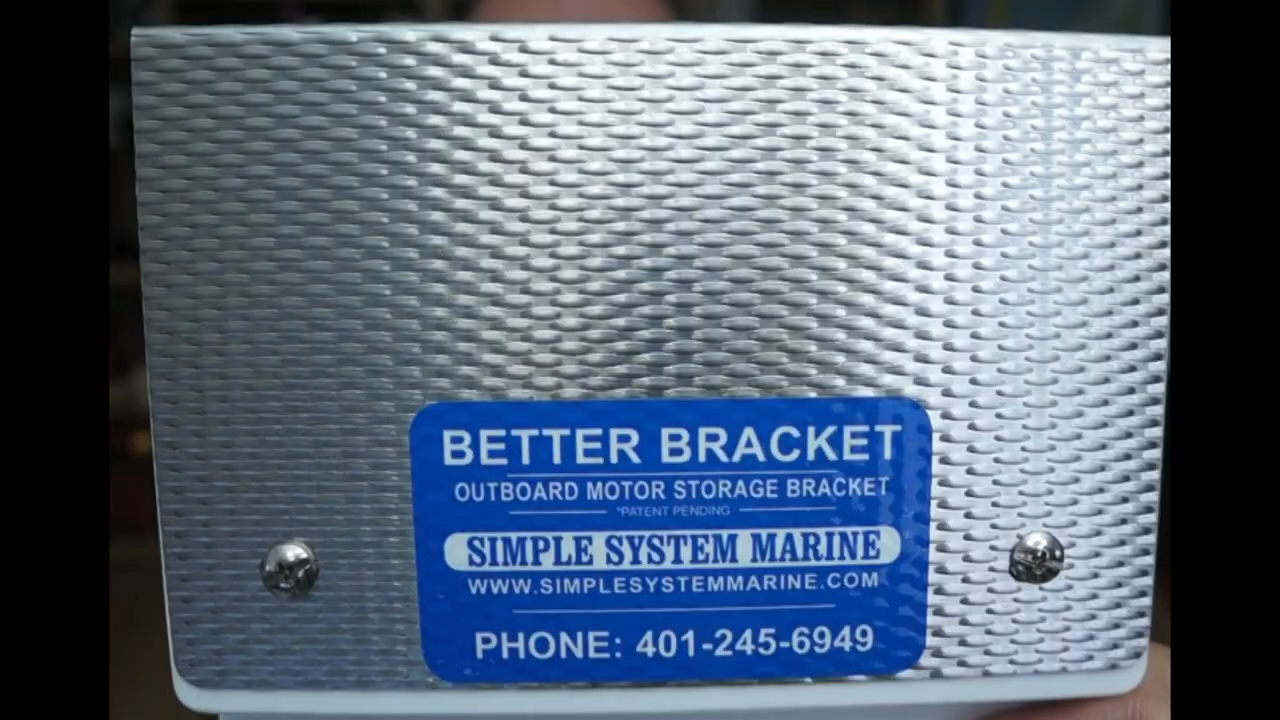 BETTER BRACKET
OUTBOARD MOTOR STORAGE BRACKET
*PATENT PENDING
SIMPLE SYSTEM MARINE
WWW.SIMPLESYSTEMMARINE.COM
PHONE: 401-245-6949